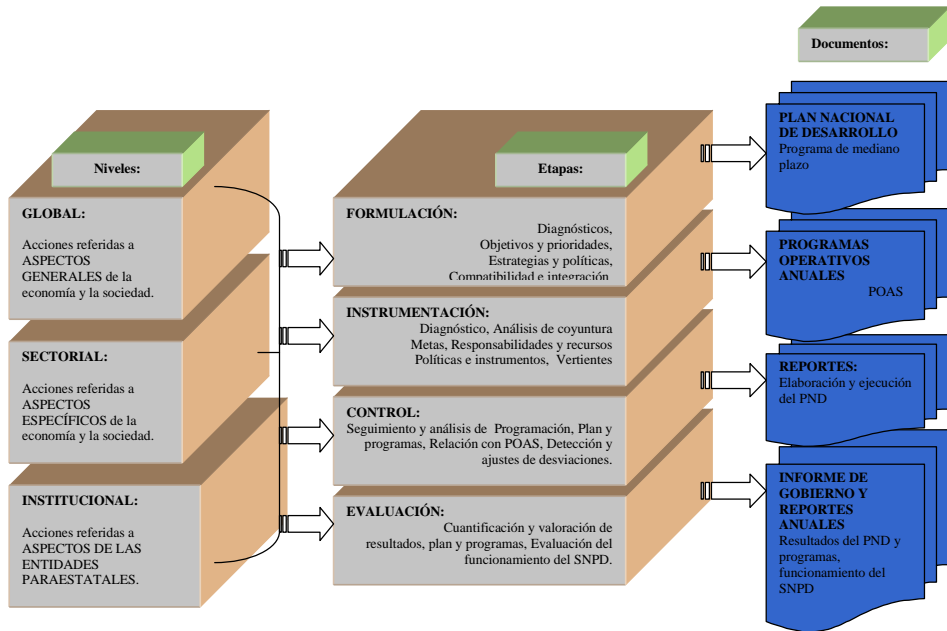 Niveles:
GLOBAL:
Acciones referidas a
ASPECTOS
GENERALES de la
economía y la sociedad.
SECTORIAL:
Acciones referidas a
ASPECTOS
ESPECÍFICOS de la
economía y la sociedad.
INSTITUCIONAL:
Acciones referidas a
ASPECTOS DE LAS
ENTIDADES
PARAESTATALES.
Etapas:
FORMULACIÓN:
Diagnósticos,
Objetivos y prioridades,
Estrategias y políticas,
Compatibilidad e integración
INSTRUMENTACIÓN:
Diagnóstico, Análisis de coyuntura
Metas, Responsabilidades y recursos
Políticas e instrumentos, Vertientes
CONTROL:
Seguimiento y análisis de Programación, Plan y
programas, Relación con POAS, Detección y
ajustes de desviaciones.
EVALUACIÓN:
Cuantificación y valoración de
resultados, plan y programas, Evaluación del
funcionamiento del SNPD.
Documentos:
PLAN NACIONAL
DE DESARROLLO
Programa de mediano
plazo
PROGRAMAS
OPERATIVOS
ANUALES
POAS
REPORTES:
Elaboración y ejecución
del PND
INFORME DE
GOBIERNO Y
REPORTES
ANUALES
Resultados del PND y
programas,
funcionamiento del
SNPD